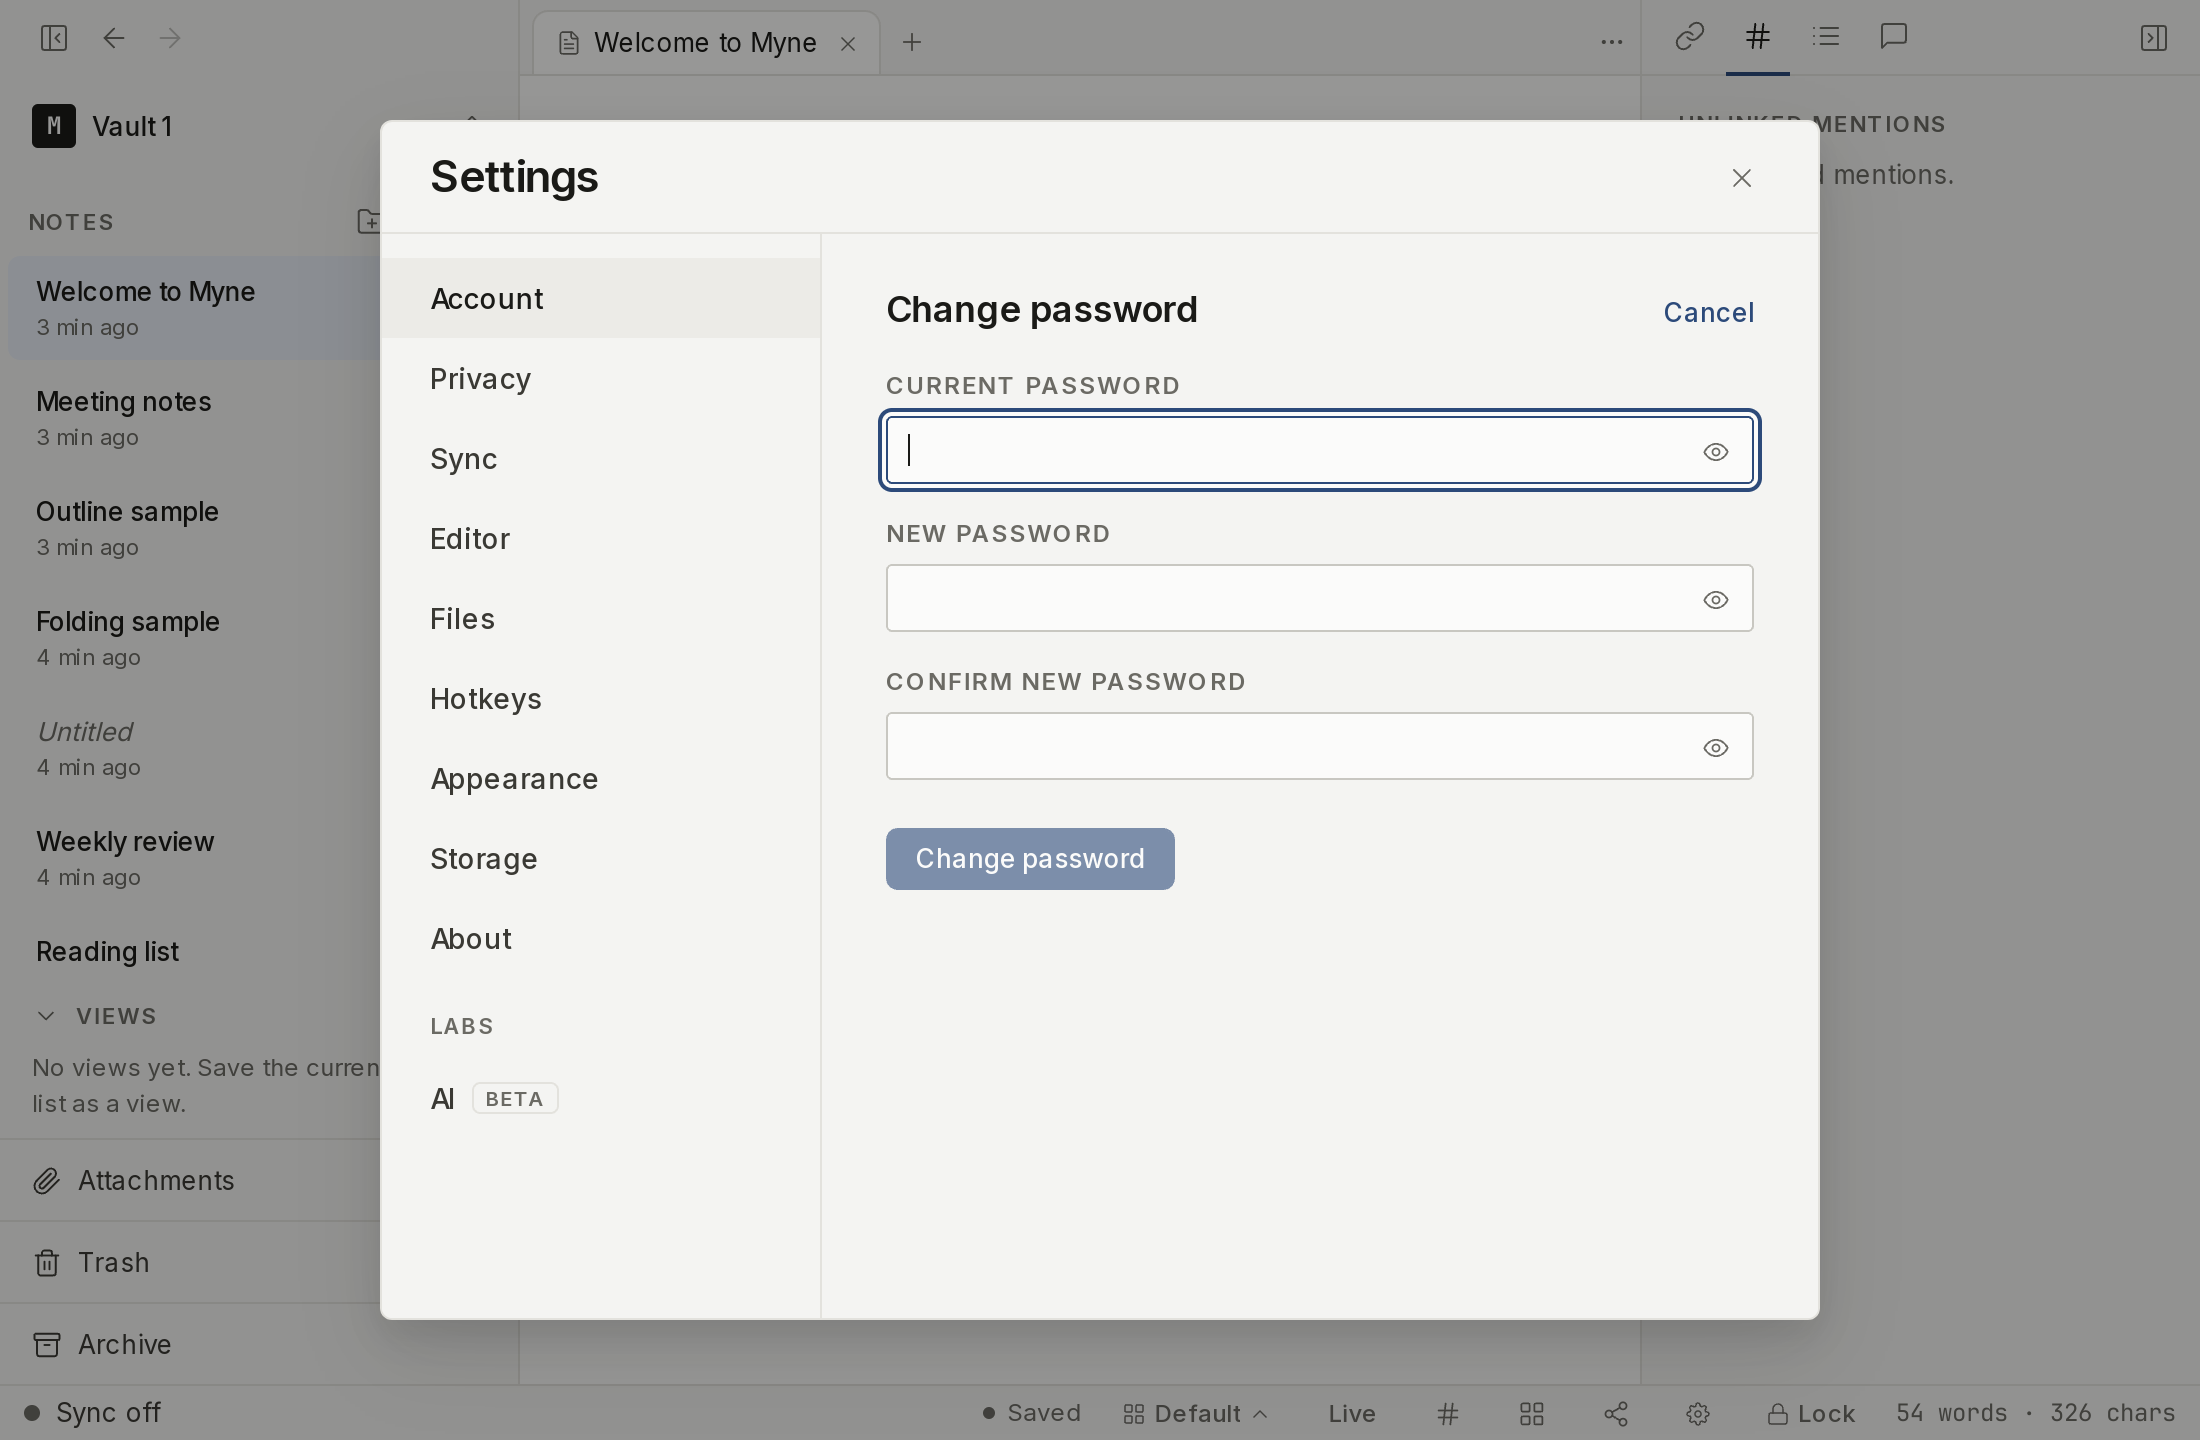 Welcome to Myne
M Vault 1
UNLINKED MENTIONS
mentions.
Settings
NOTES
Welcome to Myne
3 min ago
Meeting notes
3 min ago
Outline sample
3 min ago
Folding sample
4 min ago
Untitled
4 min ago
Weekly review
4 min ago
Reading list
VIEWS
No views yet. Save the curren
list as a view.
Attachments
Trash
Archive
Account
Privacy
Sync
Editor
Files
Hotkeys
Appearance
Storage
About
LABS
AI BETA
Change password
Cancel
CURRENT PASSWORD
NEW PASSWORD
CONFIRM NEW PASSWORD
Change password
Sync off
Saved
Default
Live
Lock
54 words · 326 chars